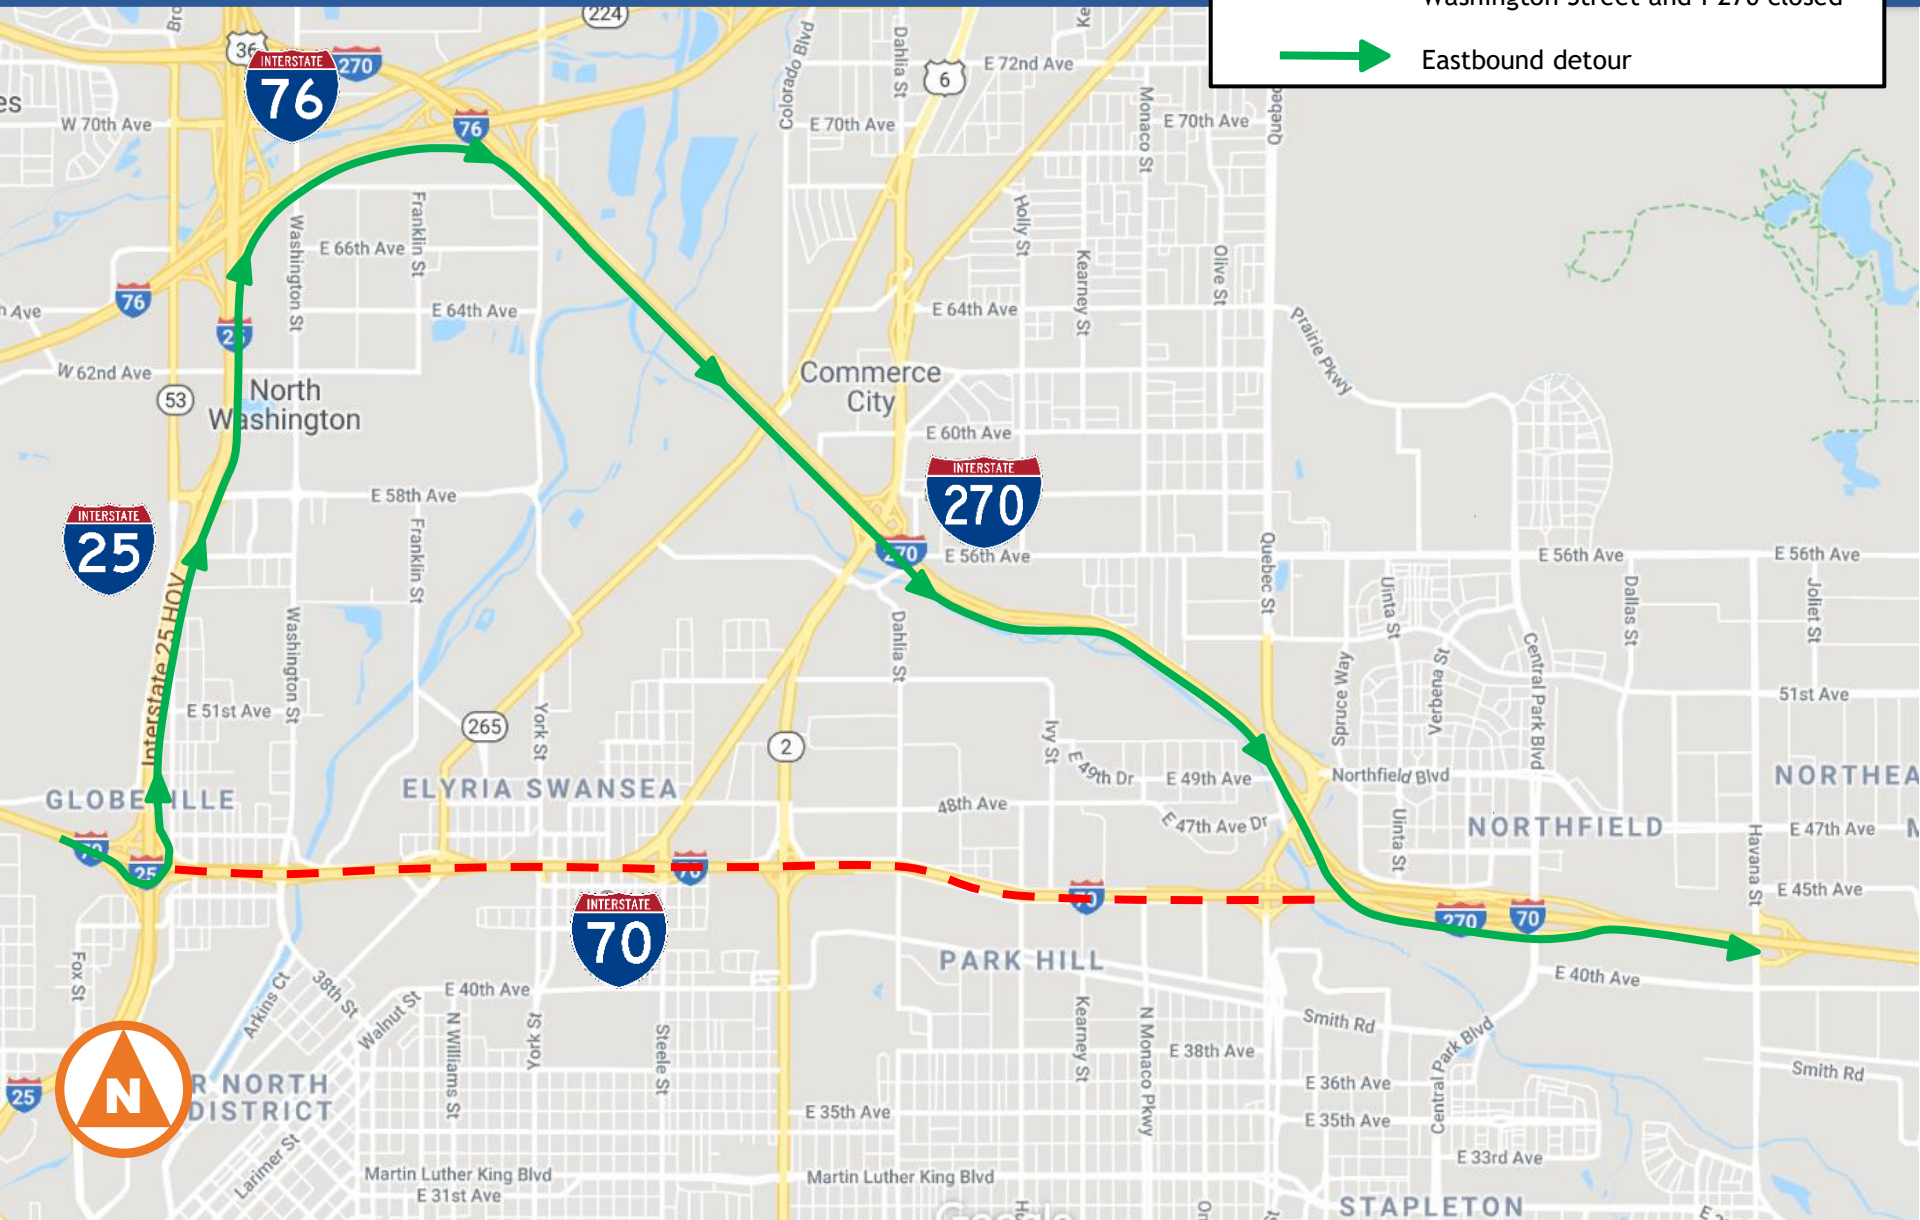 Washington Street and I-270 closed
Eastbound detour
224
36
INTERSTATE
76
270
6
E 72nd Ave
Colorado Blvd
Dahlia St
W 70th Ave
76
E 70th Ave
Monaco St
E 70th Ave
Quebec
Washington St
Franklin St
E 66th Ave
Holly St
Kearney St
Olive St
76
25
E 64th Ave
E 64th Ave
Prairie Pkwy
W 62nd Ave
53
North
Washington
Commerce
City
E 60th Ave
INTERSTATE
270
INTERSTATE
25
E 58th Ave
Franklin St
270
E 56th Ave
Quebec St
E 56th Ave
E 56th Ave
Interstate 25 HOV
Washington St
Dahlia St
Uinta St
Dallas St
Joliet St
Spruce Way
Verbena St
Central Park Blvd
51st Ave
E 51st Ave
265
York St
2
Ivy St
E 49th Dr
E 49th Ave
Northfield Blvd
ELYRIA SWANSEA
48th Ave
E 47th Ave Dr
Uinta St
NORTHFIELD
Havana St
E 47th Ave
70
25
70
70
E 45th Ave
INTERSTATE
70
270
70
PARK HILL
Fox St
Arkins Ct
38th St
Walnut St
E 40th Ave
E 40th Ave
N Williams St
York St
Steele St
Kearney St
N Monaco Pkwy
Smith Rd
Central Park Blvd
E 38th Ave
Smith Rd
25
N
R NORTH
DISTRICT
E 36th Ave
E 35th Ave
E 35th Ave
Larimer St
E 33rd Ave
Martin Luther King Blvd
Martin Luther King Blvd
E 31st Ave
STAPLETON